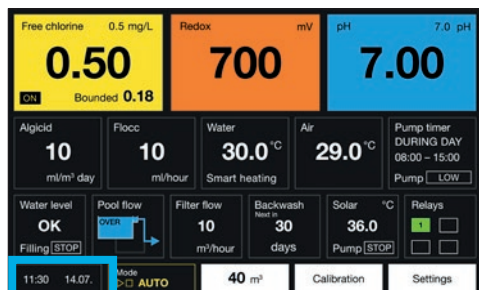 Free chlorine 0.5 mg/L
0.50
ON Bounded 0.18
Redox mV
700
pH 7.0 pH
7.00
Algicid
10
ml/m³ day
Flocc
10
ml/hour
Water
30.0 °C
Smart heating
Air
29.0 °C
Pump timer
DURING DAY
08:00 – 15:00
Pump LOW
Water level
OK
Filling STOP
Pool flow
OVER
Filter flow
10
m³/hour
Backwash
Next in
30
days
Solar °C
36.0
Pump STOP
Relays
1
11:30 14.07.
Mode
AUTO
40 m³
Calibration
Settings